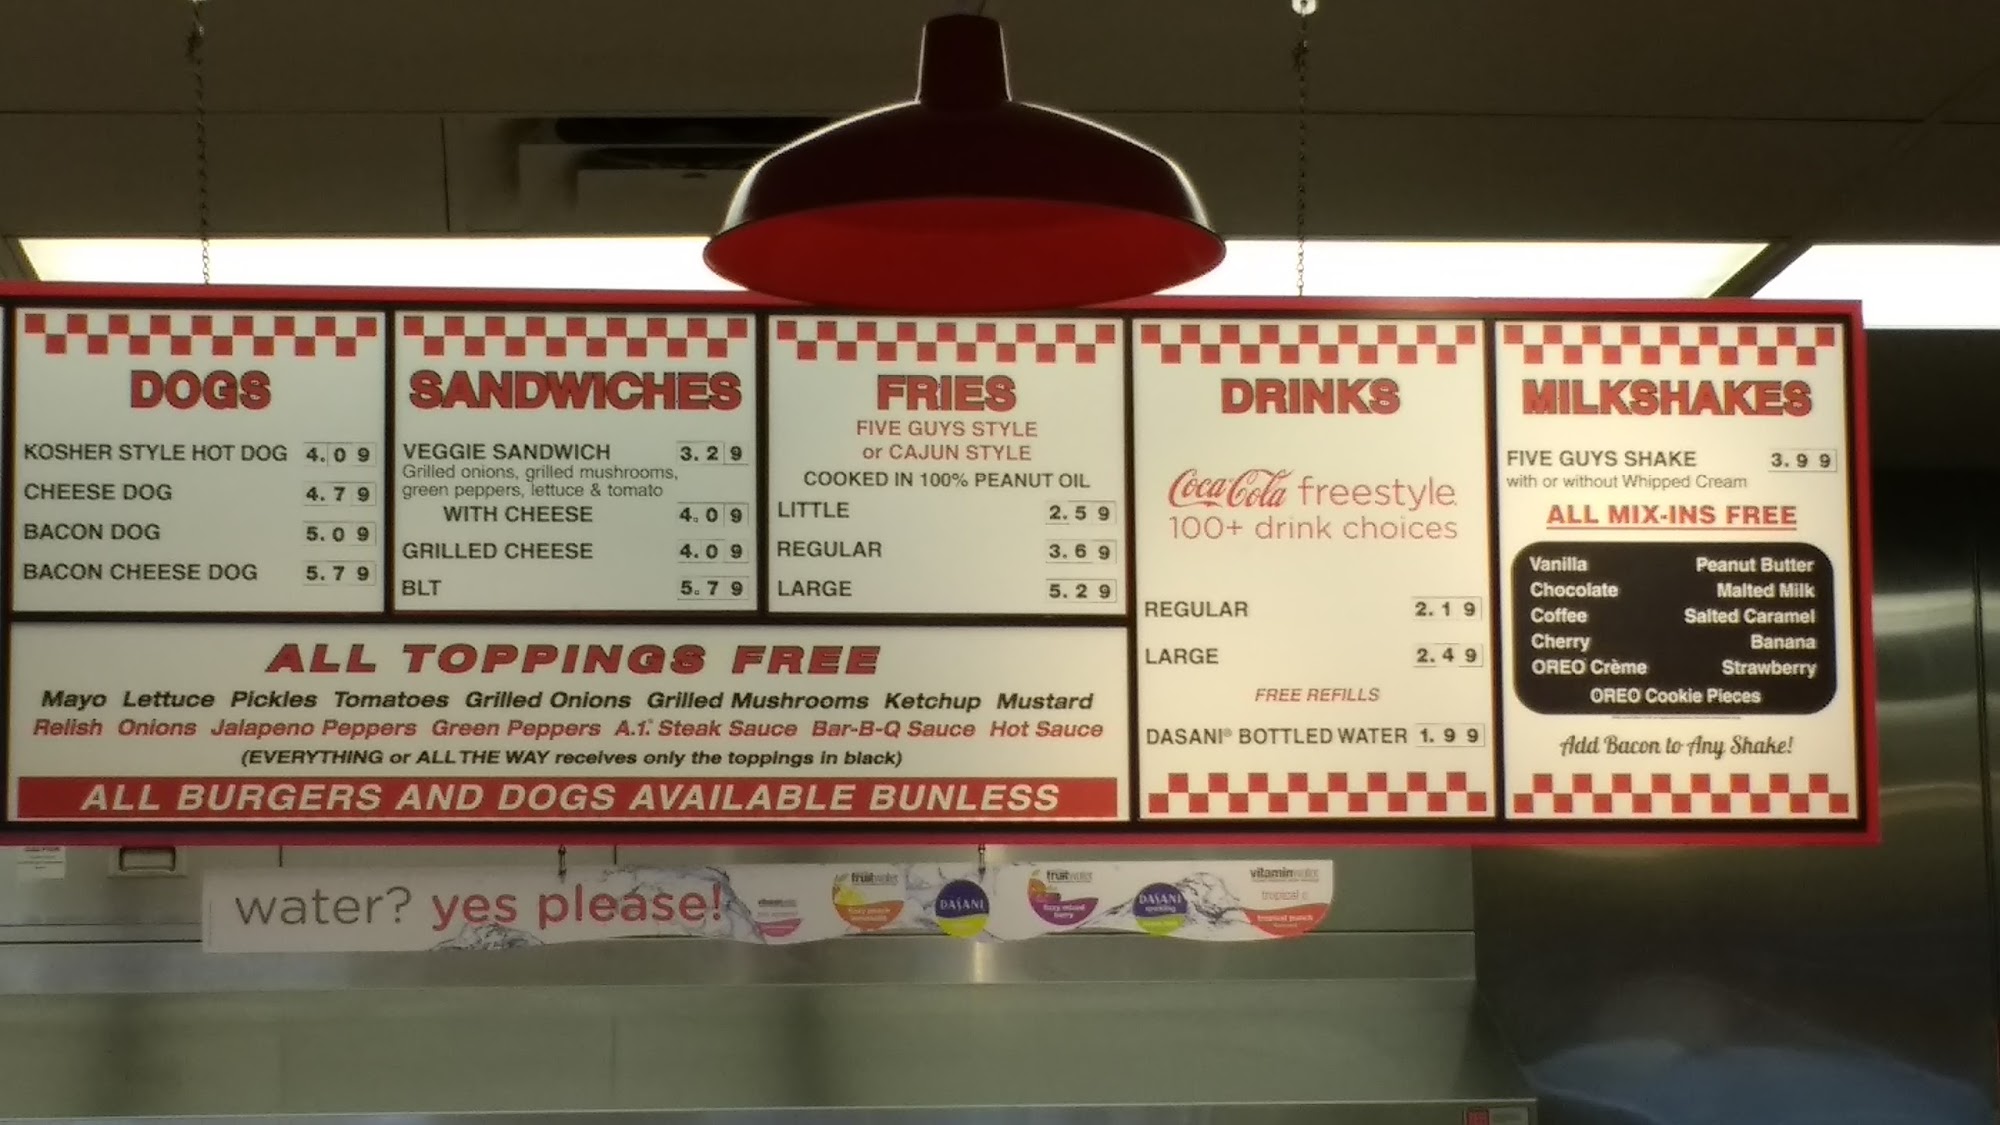 DOGS
KOSHER STYLE HOT DOG 4.09
CHEESE DOG 4.79
BACON DOG 5.09
BACON CHEESE DOG 5.79
SANDWICHES
VEGGIE SANDWICH 3.29
Grilled onions, grilled mushrooms,
green peppers, lettuce & tomato
WITH CHEESE 4.09
GRILLED CHEESE 4.09
BLT 5.79
FRIES
FIVE GUYS STYLE
or CAJUN STYLE
COOKED IN 100% PEANUT OIL
LITTLE 2.59
REGULAR 3.69
LARGE 5.29
ALL TOPPINGS FREE
Mayo Lettuce Pickles Tomatoes Grilled Onions Grilled Mushrooms Ketchup Mustard
Relish Onions Jalapeno Peppers Green Peppers A.1.® Steak Sauce Bar-B-Q Sauce Hot Sauce
(EVERYTHING or ALL THE WAY receives only the toppings in black)
ALL BURGERS AND DOGS AVAILABLE BUNLESS
DRINKS
Coca-Cola freestyle
100+ drink choices
REGULAR 2.19
LARGE 2.49
FREE REFILLS
DASANI® BOTTLED WATER 1.99
MILKSHAKES
FIVE GUYS SHAKE 3.99
with or without Whipped Cream
ALL MIX-INS FREE
Vanilla Peanut Butter
Chocolate Malted Milk
Coffee Salted Caramel
Cherry Banana
OREO Crème Strawberry
OREO Cookie Pieces
Add Bacon to Any Shake!
water? yes please!
fruitwater
DASANI
fruitwater
DASANI
sparkling
vitaminwater
tropical punch